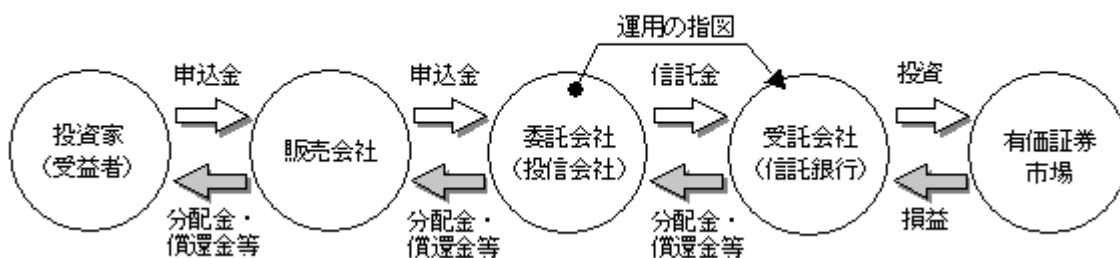 運用の指図
申込金
申込金
信託金
投資
投資家
(受益者)
販売会社
委託会社
(投信会社)
受託会社
(信託銀行)
有価証券
市場
分配金・
償還金等
分配金・
償還金等
分配金・
償還金等
損益